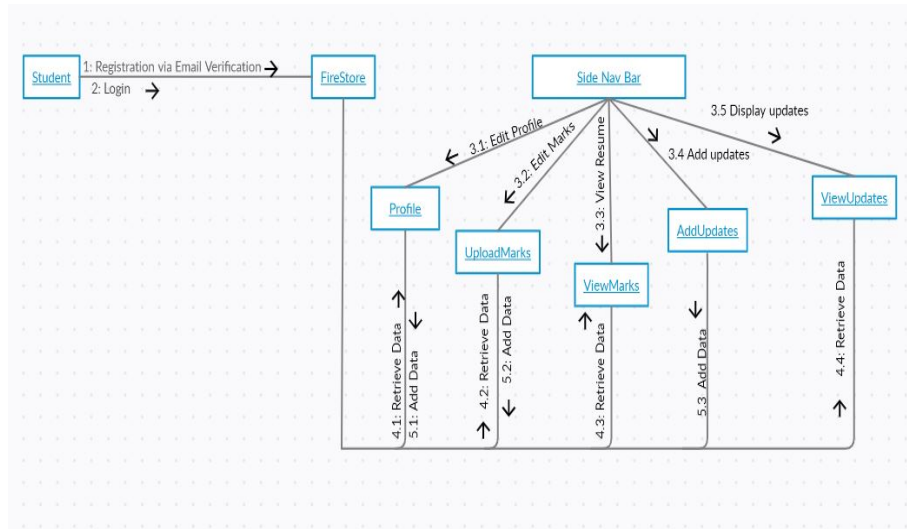 1: Registration via Email Verification
Student
FireStore
Side Nav Bar
2: Login
3.5 Display updates
3.1: Edit Profile
3.2: Edit Marks
3.3: View Resume
3.4 Add updates
Profile
UploadMarks
ViewMarks
AddUpdates
ViewUpdates
4.1: Retrieve Data
5.1: Add Data
4.2: Retrieve Data
5.2: Add Data
4.3: Retrieve Data
5.3 Add Data
4.4: Retrieve Data